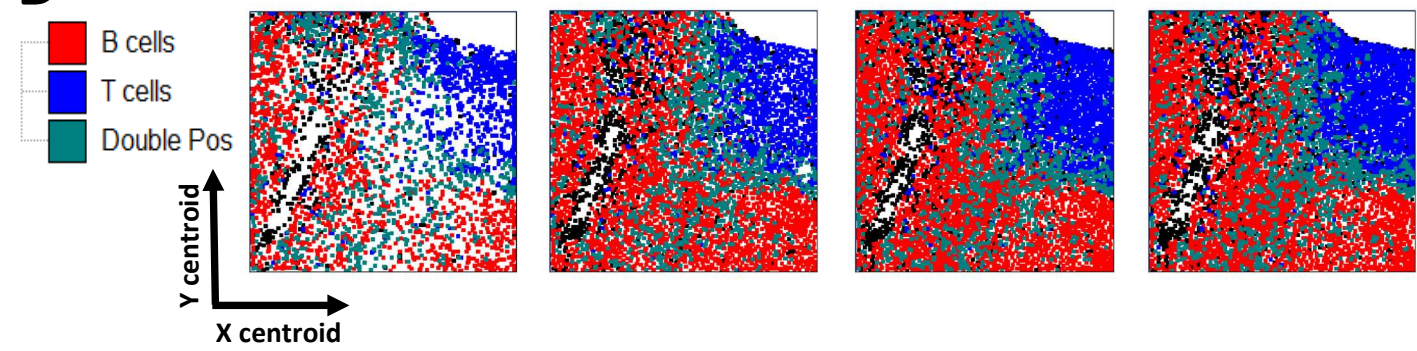 B cells
T cells
Double Pos
Y centroid
X centroid